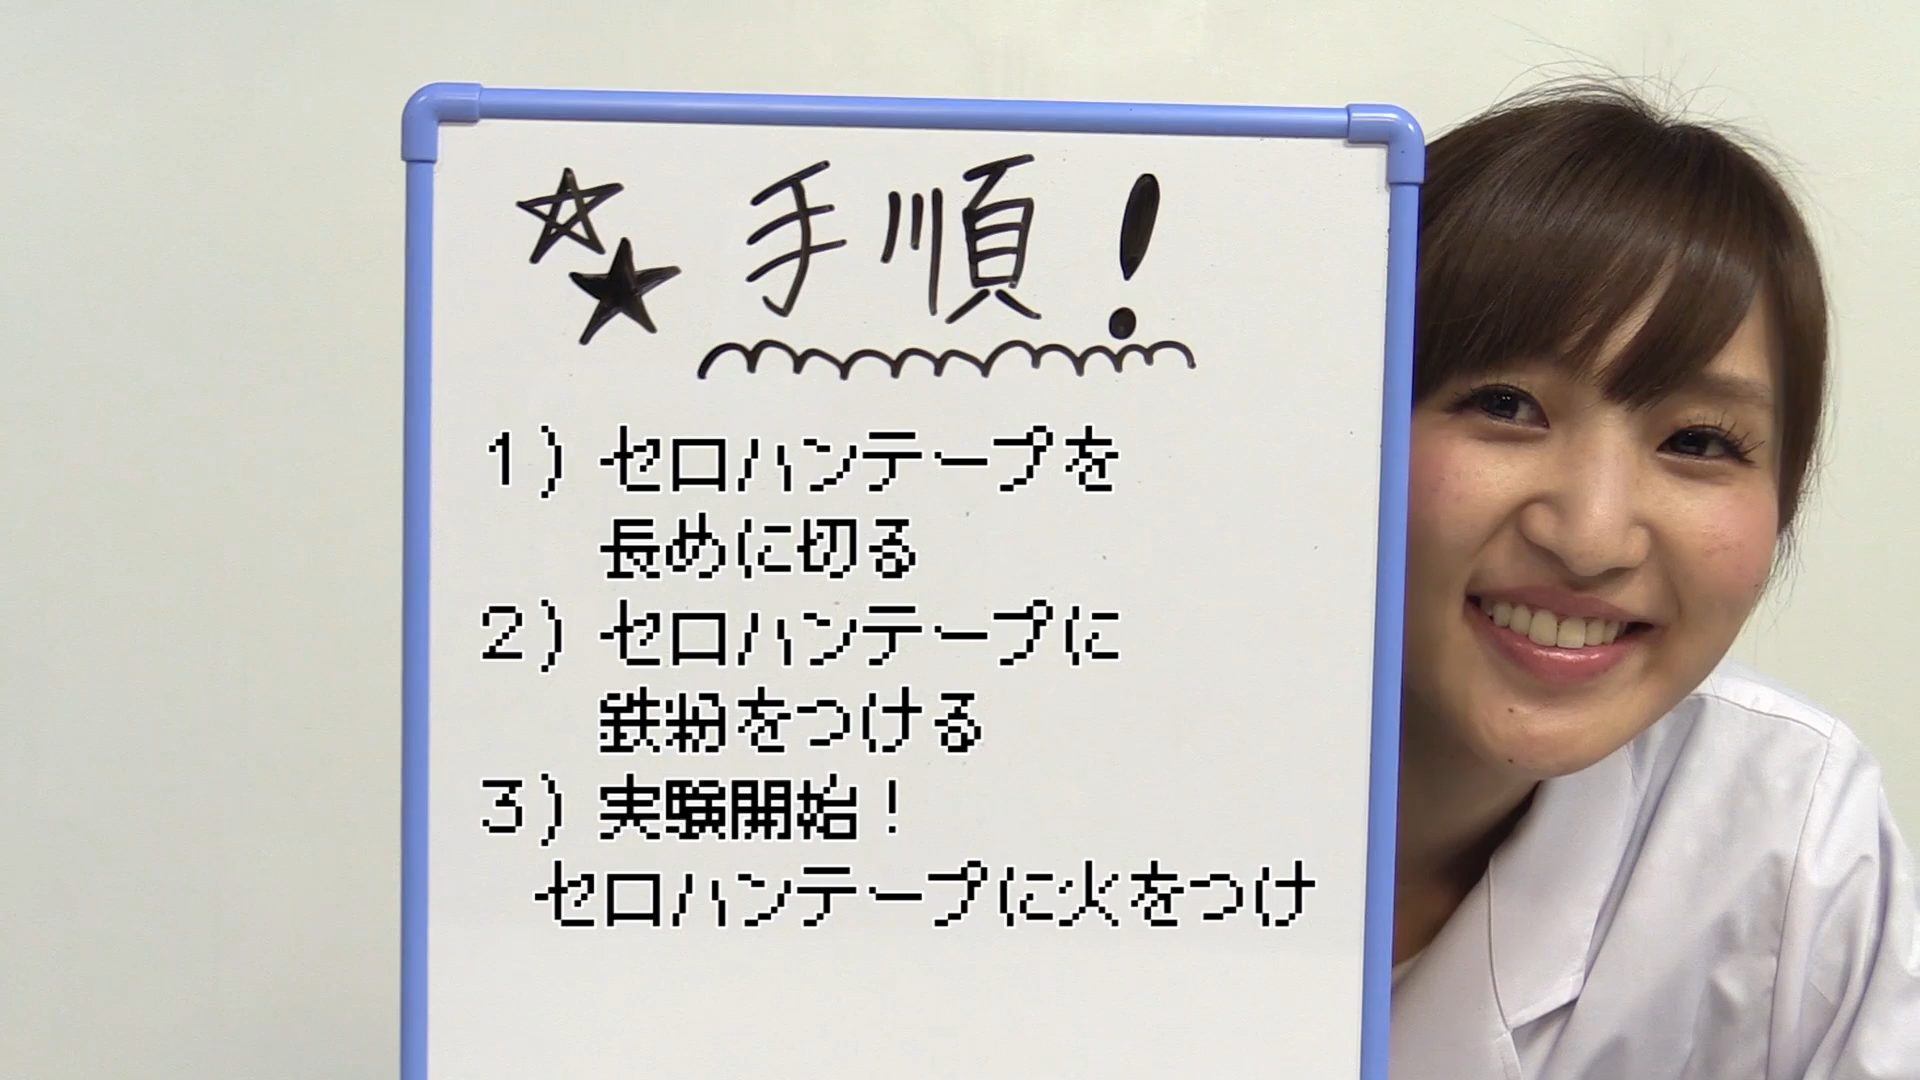 手順！
１）セロハンテープを
長めに切る
２）セロハンテープに
鉄粉をつける
３）実験開始！
セロハンテープに火をつけ